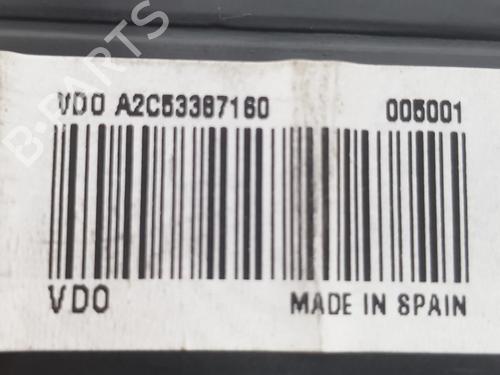 VDO A2C53387160 005001
VDO MADE IN SPAIN
B-PARTS